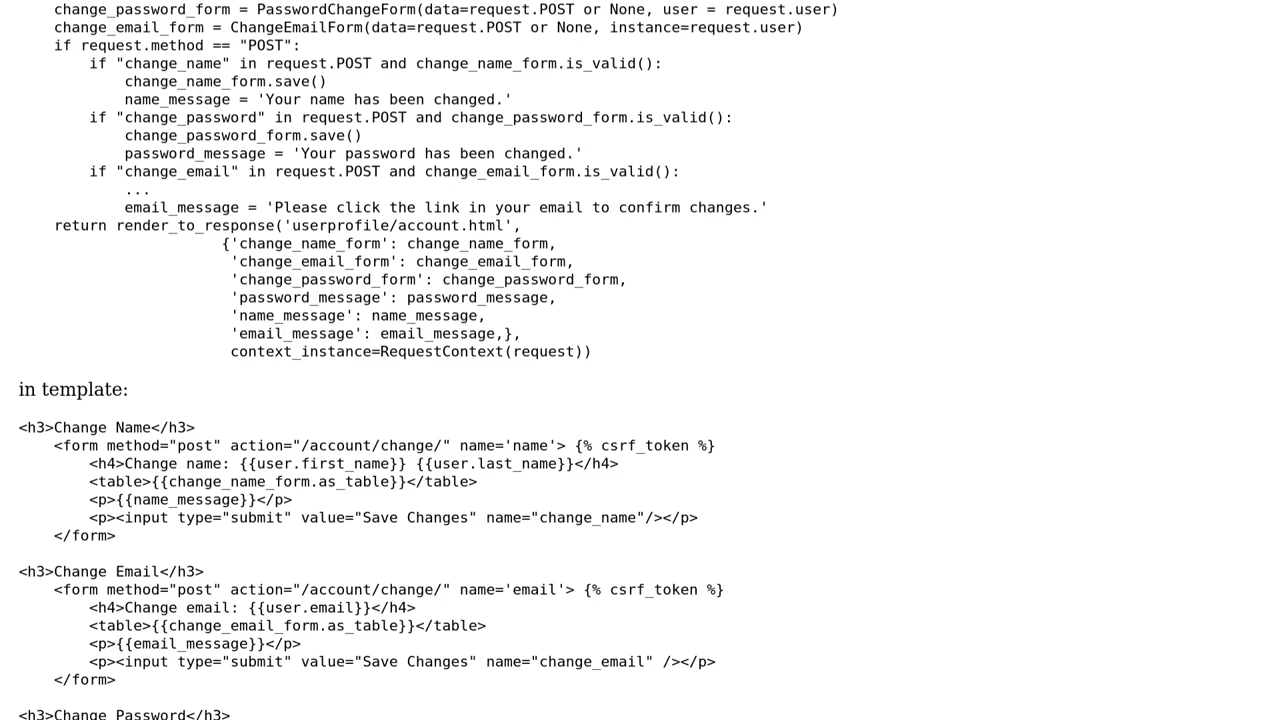 change_password_form = PasswordChangeForm(data=request.POST or None, user = request.user)
change_email_form = ChangeEmailForm(data=request.POST or None, instance=request.user)
if request.method == "POST":
if "change_name" in request.POST and change_name_form.is_valid():
change_name_form.save()
name_message = 'Your name has been changed.'
if "change_password" in request.POST and change_password_form.is_valid():
change_password_form.save()
password_message = 'Your password has been changed.'
if "change_email" in request.POST and change_email_form.is_valid():
...
email_message = 'Please click the link in your email to confirm changes.'
return render_to_response('userprofile/account.html',
{'change_name_form': change_name_form,
'change_email_form': change_email_form,
'change_password_form': change_password_form,
'password_message': password_message,
'name_message': name_message,
'email_message': email_message,},
context_instance=RequestContext(request))
in template:
<h3>Change Name</h3>
<form method="post" action="/account/change/" name='name'> {% csrf_token %}
<h4>Change name: {{user.first_name}} {{user.last_name}}</h4>
<table>{{change_name_form.as_table}}</table>
<p>{{name_message}}</p>
<p><input type="submit" value="Save Changes" name="change_name"/></p>
</form>
<h3>Change Email</h3>
<form method="post" action="/account/change/" name='email'> {% csrf_token %}
<h4>Change email: {{user.email}}</h4>
<table>{{change_email_form.as_table}}</table>
<p>{{email_message}}</p>
<p><input type="submit" value="Save Changes" name="change_email" /></p>
</form>
<h3>Change Password</h3>